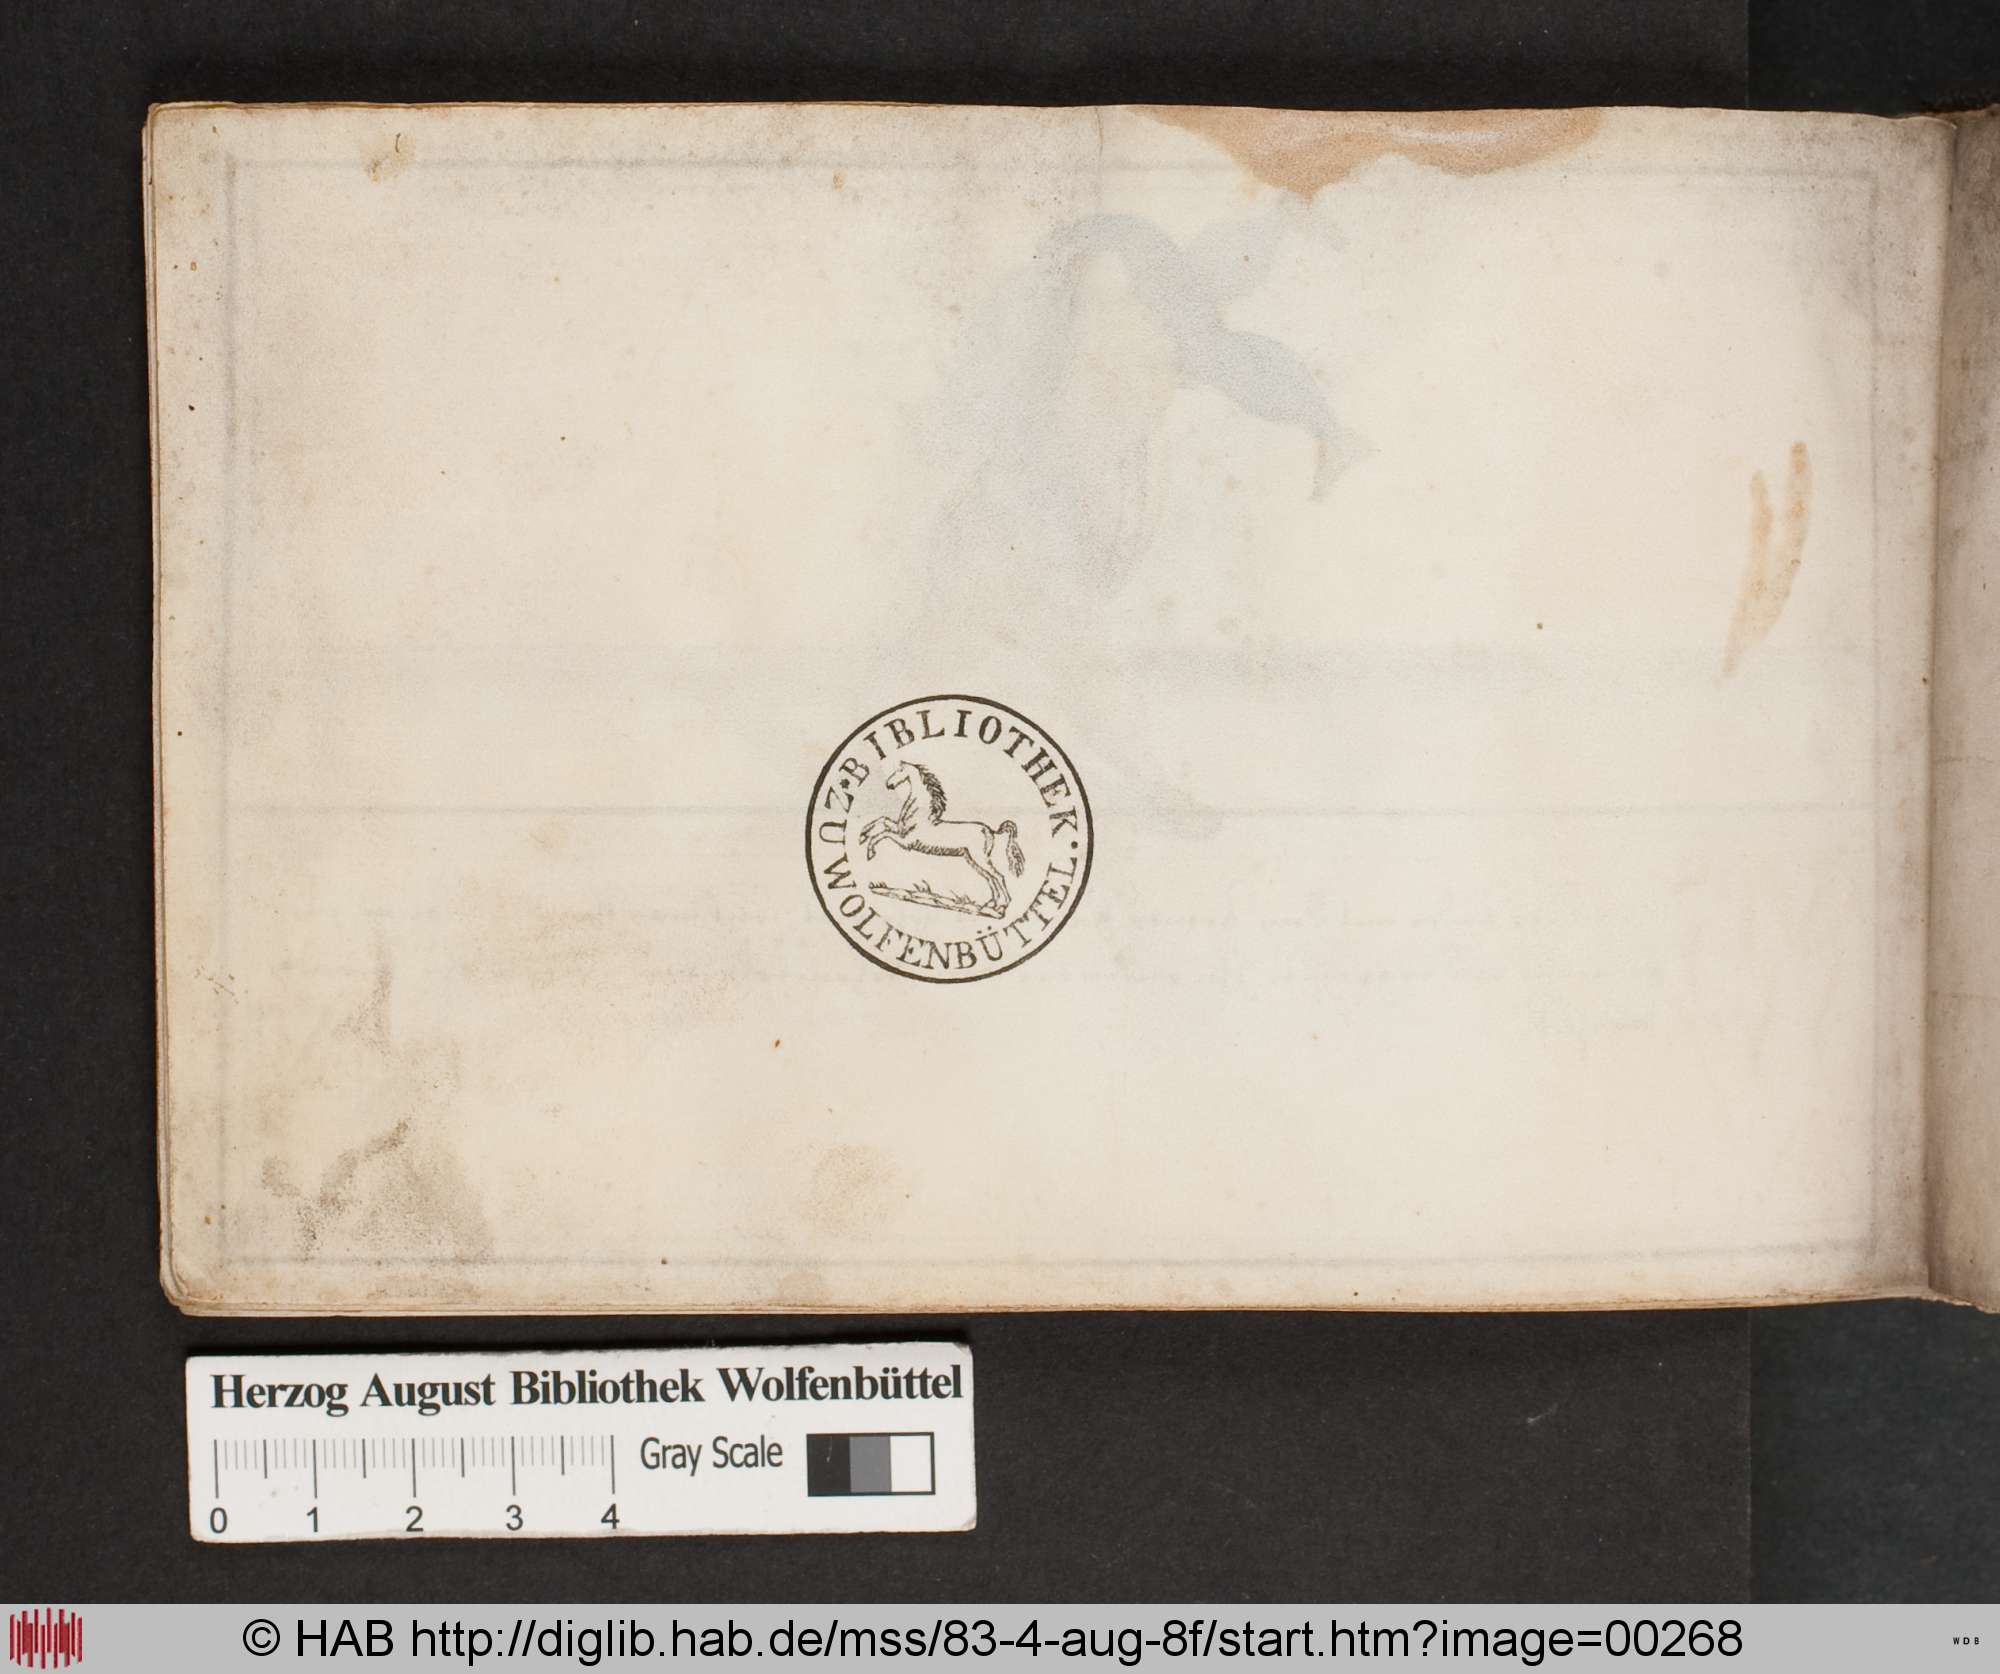 BIBLIOTHEK · ZU WOLFENBÜTTEL ·
Herzog August Bibliothek Wolfenbüttel
Gray Scale
0 1 2 3 4
© HAB http://diglib.hab.de/mss/83-4-aug-8f/start.htm?image=00268
WDB